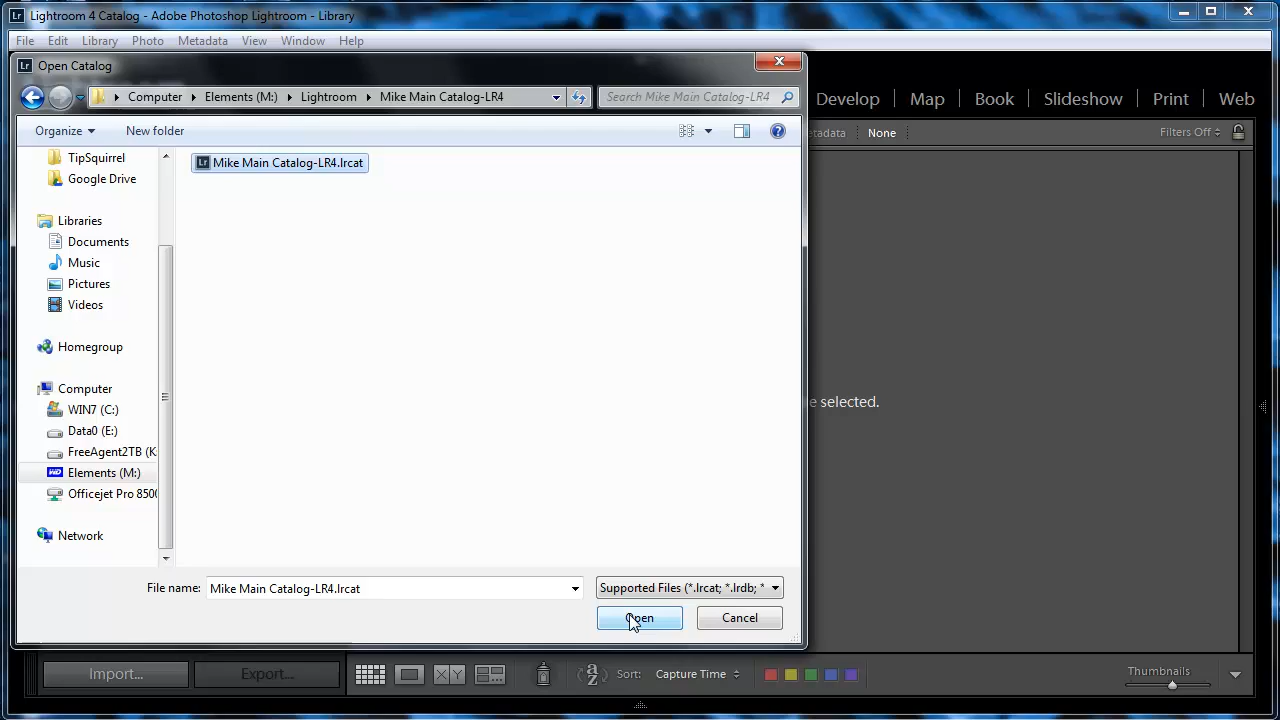 Lightroom 4 Catalog - Adobe Photoshop Lightroom - Library
File Edit Library Photo Metadata View Window Help
Open Catalog
Computer Elements (M:) Lightroom Mike Main Catalog-LR4 Search Mike Main Catalog-LR4
Develop | Map | Book | Slideshow | Print | Web
Organize New folder
None Filters Off
TipSquirrel
Mike Main Catalog-LR4.lrcat
Google Drive
Libraries
Documents
Music
Pictures
Videos
Homegroup
Computer
WIN7 (C:)
selected.
Data0 (E:)
FreeAgent2TB (K
Elements (M:)
Officejet Pro 850
Network
File name: Mike Main Catalog-LR4.lrcat Supported Files (*.lrcat; *.lrdb; *
Open Cancel
Import... Export... Sort: Capture Time Thumbnails